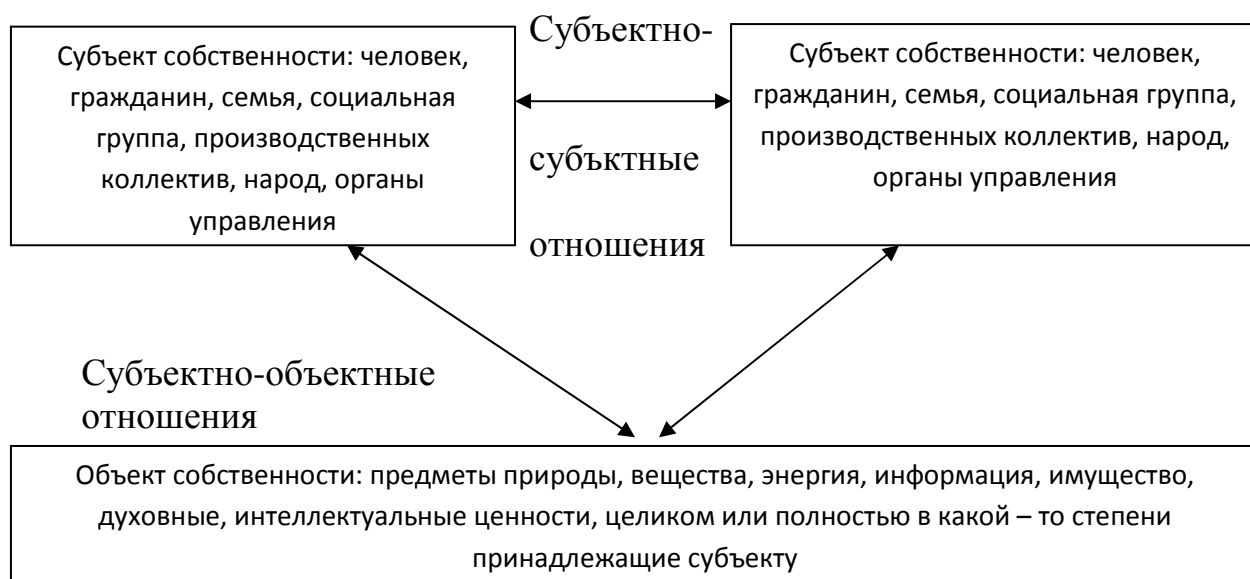 Субъект собственности: человек,
гражданин, семья, социальная
группа, производственных
коллектив, народ, органы
управления
Субъектно-
субъктные
отношения
Субъект собственности: человек,
гражданин, семья, социальная группа,
производственных коллектив, народ,
органы управления
Субъектно-объектные
отношения
Объект собственности: предметы природы, вещества, энергия, информация, имущество,
духовные, интеллектуальные ценности, целиком или полностью в какой – то степени
принадлежащие субъекту